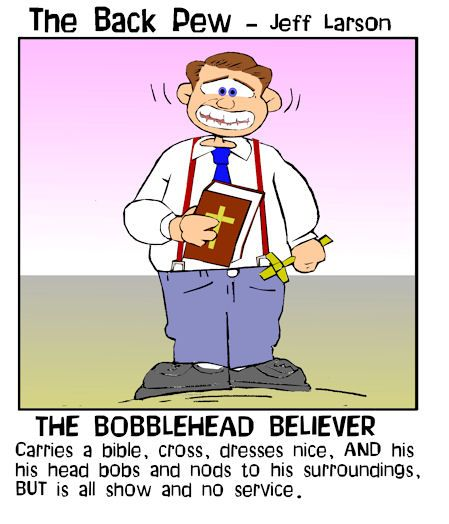 The Back Pew - Jeff Larson
THE BOBBLEHEAD BELIEVER
Carries a bible, cross, dresses nice, AND his
his head bobs and nods to his surroundings,
BUT is all show and no service.